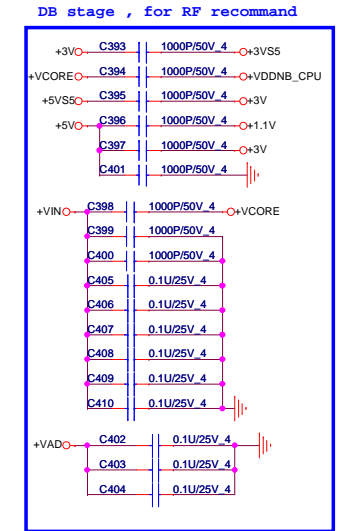 DB stage , for RF recommand
+3V C393 1000P/50V_4 +3VS5
+VCORE C394 1000P/50V_4 +VDDNB_CPU
+5VS5 C395 1000P/50V_4 +3V
+5V C396 1000P/50V_4 +1.1V
C397 1000P/50V_4 +3V
C401 1000P/50V_4
+VIN C398 1000P/50V_4 +VCORE
C399 1000P/50V_4
C400 1000P/50V_4
C405 0.1U/25V_4
C406 0.1U/25V_4
C407 0.1U/25V_4
C408 0.1U/25V_4
C409 0.1U/25V_4
C410 0.1U/25V_4
+VAD C402 0.1U/25V_4
C403 0.1U/25V_4
C404 0.1U/25V_4